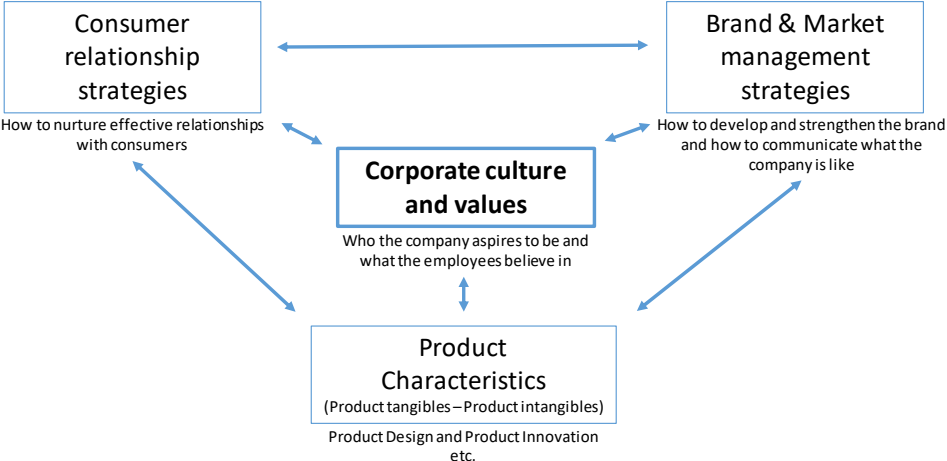 Consumer
relationship
strategies
How to nurture effective relationships
with consumers
Brand & Market
management
strategies
How to develop and strengthen the brand
and how to communicate what the
company is like
Corporate culture
and values
Who the company aspires to be and
what the employees believe in
Product
Characteristics
(Product tangibles – Product intangibles)
Product Design and Product Innovation
etc.